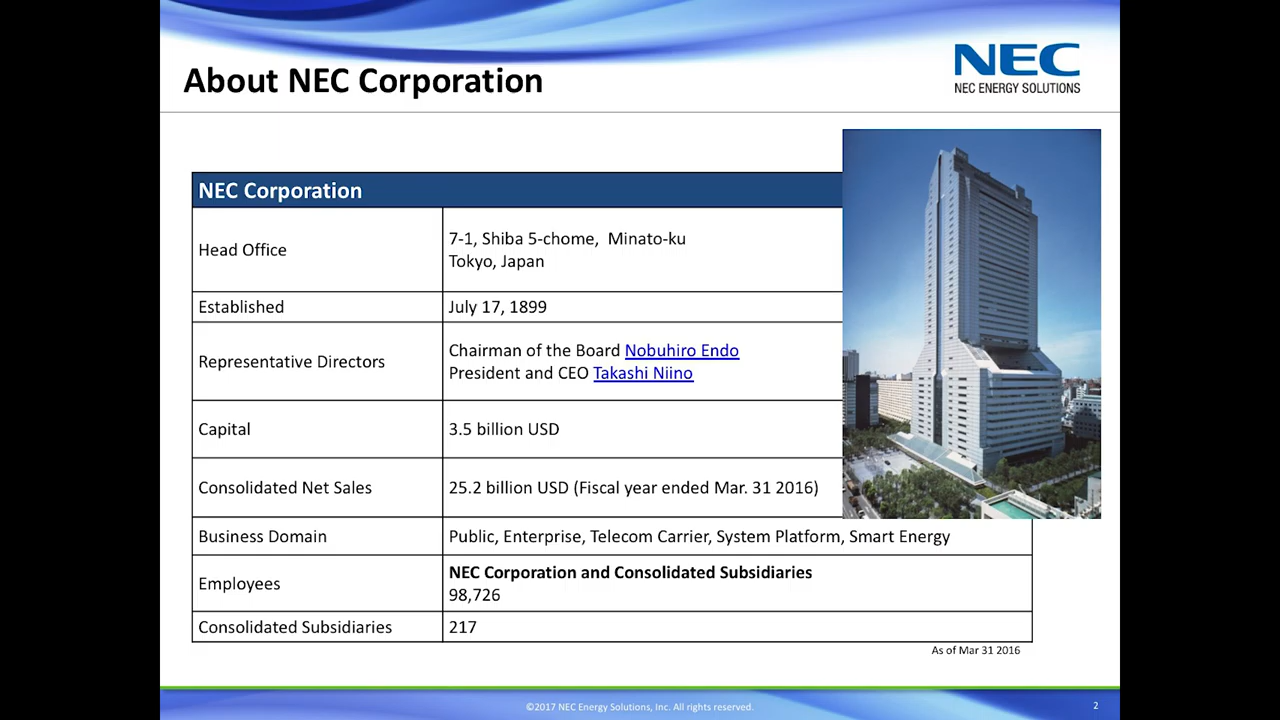 About NEC Corporation
NEC
NEC ENERGY SOLUTIONS
NEC Corporation
Head Office
7-1, Shiba 5-chome, Minato-ku
Tokyo, Japan
Established
July 17, 1899
Representative Directors
Chairman of the Board Nobuhiro Endo
President and CEO Takashi Niino
Capital
3.5 billion USD
Consolidated Net Sales
25.2 billion USD (Fiscal year ended Mar. 31 2016)
Business Domain
Public, Enterprise, Telecom Carrier, System Platform, Smart Energy
Employees
NEC Corporation and Consolidated Subsidiaries
98,726
Consolidated Subsidiaries
217
As of Mar 31 2016
©2017 NEC Energy Solutions, Inc. All rights reserved.
2